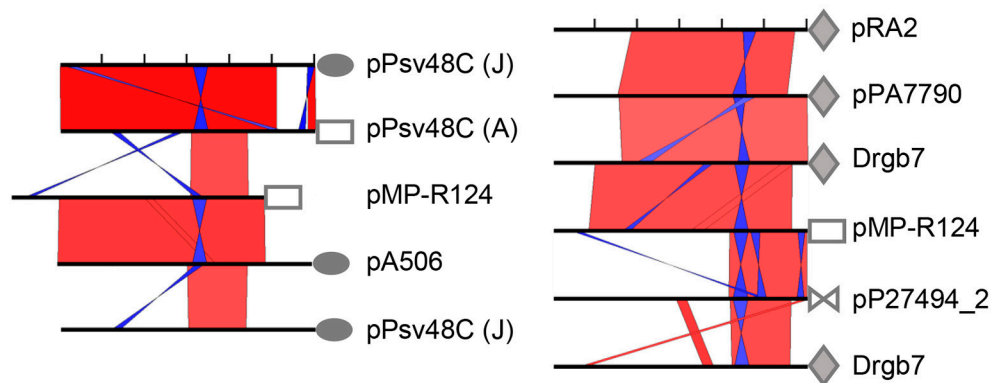 pPsv48C (J)
pPsv48C (A)
pMP-R124
pA506
pPsv48C (J)
pRA2
pPA7790
Drgb7
pMP-R124
pP27494_2
Drgb7